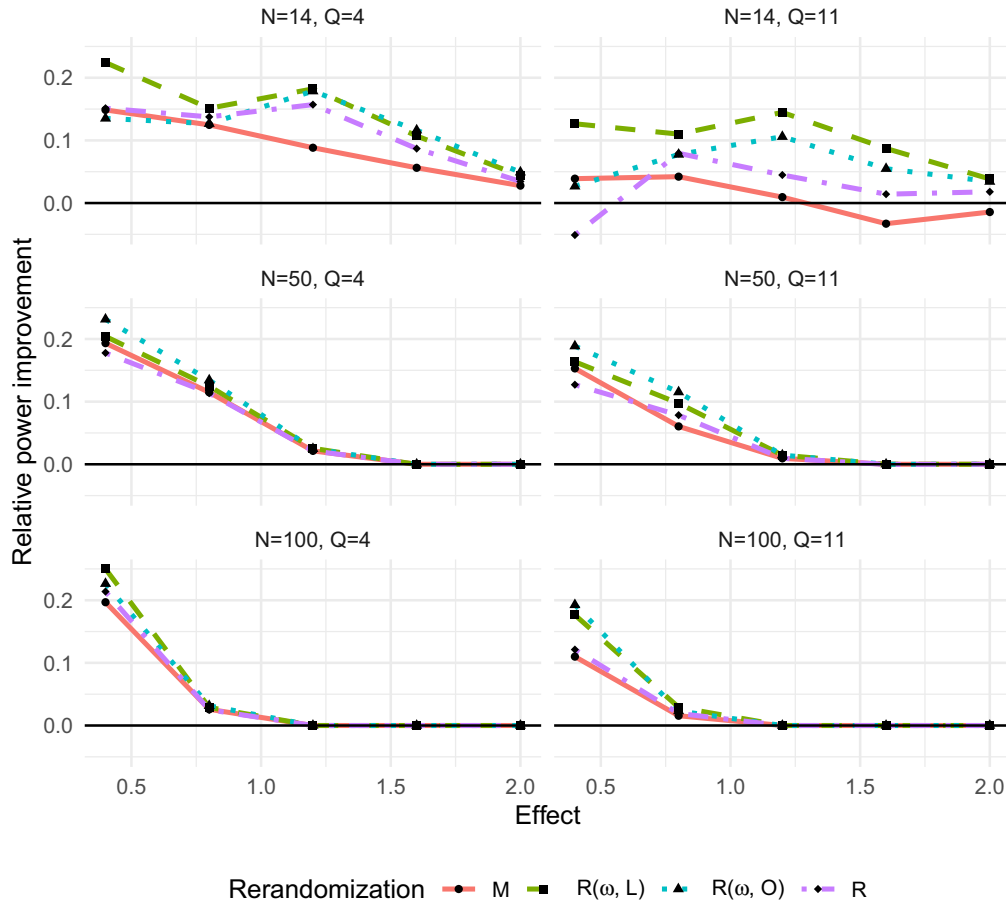 N=14, Q=4
N=14, Q=11
0.2
0.1
0.0
N=50, Q=4
N=50, Q=11
0.2
0.1
0.0
N=100, Q=4
N=100, Q=11
0.2
0.1
0.0
Relative power improvement
0.5 1.0 1.5 2.0
0.5 1.0 1.5 2.0
Effect
Rerandomization M R(ω, L) R(ω, O) R